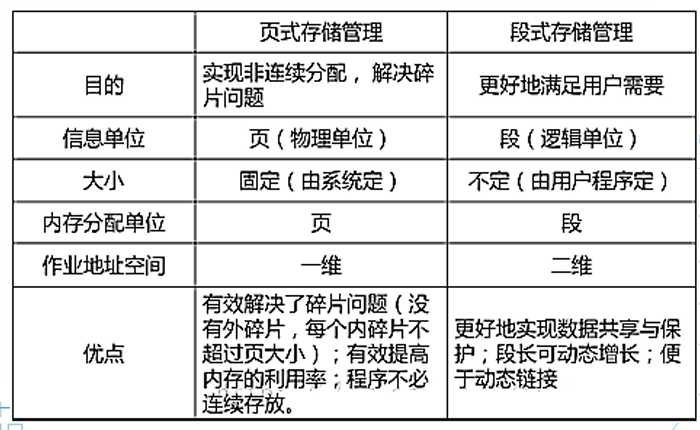 页式存储管理 段式存储管理
目的 实现非连续分配，解决碎片问题 更好地满足用户需要
信息单位 页（物理单位） 段（逻辑单位）
大小 固定（由系统定） 不定（由用户程序定）
内存分配单位 页 段
作业地址空间 一维 二维
优点 有效解决了碎片问题（没有外碎片，每个内碎片不超过页大小）；有效提高内存的利用率；程序不必连续存放。 更好地实现数据共享与保护；段长可动态增长；便于动态链接